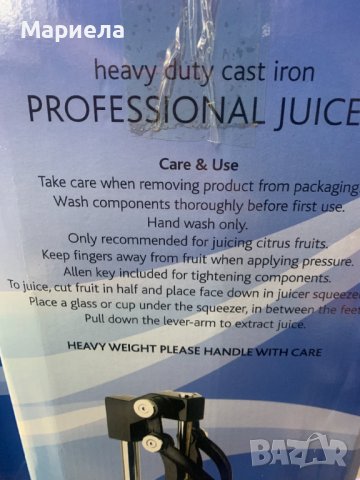 Мариела
heavy duty cast iron
PROFESSIONAL JUICE
Care & Use
Take care when removing product from packaging.
Wash components thoroughly before first use.
Hand wash only.
Only recommended for juicing citrus fruits.
Keep fingers away from fruit when applying pressure.
Allen key included for tightening components.
To juice, cut fruit in half and place face down in juicer squeezer
Place a glass or cup under the squeezer, in between the feet
Pull down the lever-arm to extract juice.
HEAVY WEIGHT PLEASE HANDLE WITH CARE
BAZAR
bg